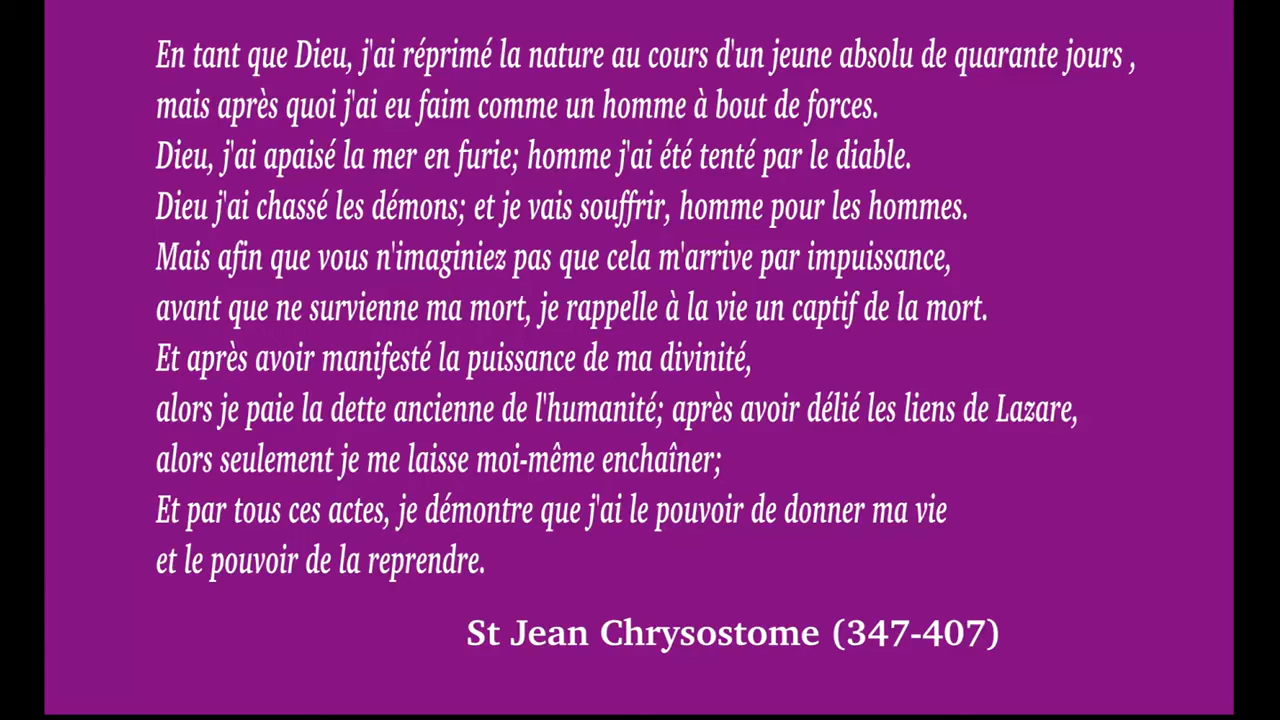 En tant que Dieu, j'ai réprimé la nature au cours d'un jeune absolu de quarante jours ,
mais après quoi j'ai eu faim comme un homme à bout de forces.
Dieu, j'ai apaisé la mer en furie; homme j'ai été tenté par le diable.
Dieu j'ai chassé les démons; et je vais souffrir, homme pour les hommes.
Mais afin que vous n'imaginiez pas que cela m'arrive par impuissance,
avant que ne survienne ma mort, je rappelle à la vie un captif de la mort.
Et après avoir manifesté la puissance de ma divinité,
alors je paie la dette ancienne de l'humanité; après avoir délié les liens de Lazare,
alors seulement je me laisse moi-même enchaîner;
Et par tous ces actes, je démontre que j'ai le pouvoir de donner ma vie
et le pouvoir de la reprendre.
St Jean Chrysostome (347-407)